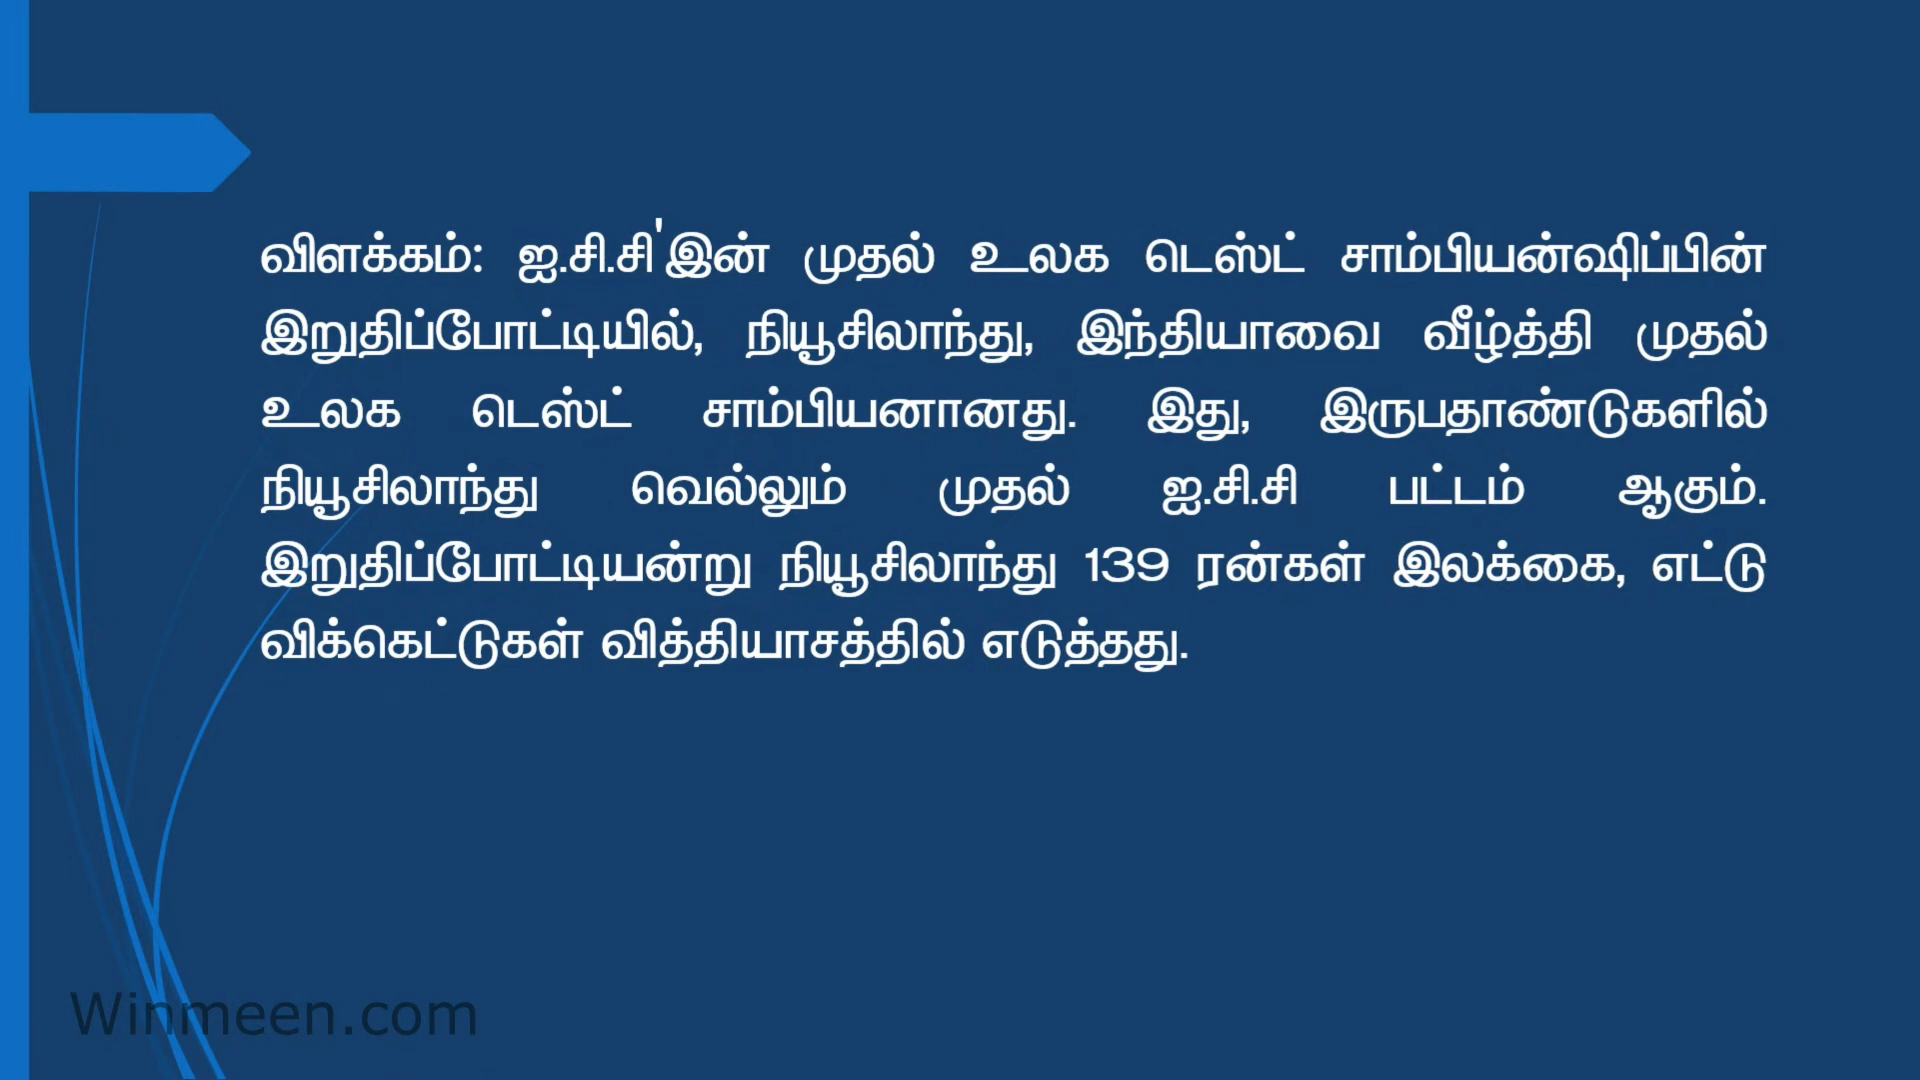 விளக்கம்: ஐ.சி.சி'இன் முதல் உலக டெஸ்ட் சாம்பியன்ஷிப்பின்
இறுதிப்போட்டியில், நியூசிலாந்து, இந்தியாவை வீழ்த்தி முதல்
உலக டெஸ்ட் சாம்பியனானது. இது, இருபதாண்டுகளில்
நியூசிலாந்து வெல்லும் முதல் ஐ.சி.சி பட்டம் ஆகும்.
இறுதிப்போட்டியன்று நியூசிலாந்து 139 ரன்கள் இலக்கை, எட்டு
விக்கெட்டுகள் வித்தியாசத்தில் எடுத்தது.
Winmeen.com